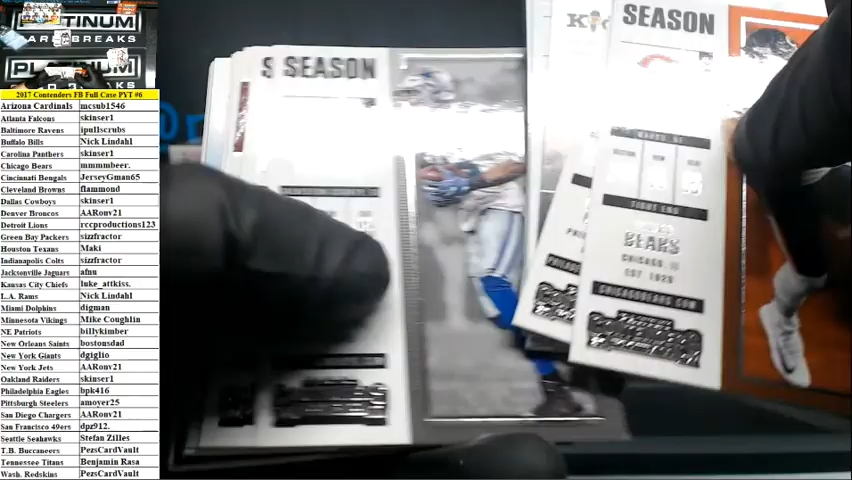 PLATINUM
PLATINUM
BREAKS
2017 Contenders FB Full Case PYT #6
Arizona Cardinals mcsub1546
Atlanta Falcons skinser1
Baltimore Ravens ipullscrubs
Buffalo Bills Nick Lindahl
Carolina Panthers skinser1
Chicago Bears mmmmbeer.
Cincinnati Bengals JerseyGman65
Cleveland Browns flammond
Dallas Cowboys skinser1
Denver Broncos AARonv21
Detroit Lions rccproductions123
Green Bay Packers sizzfractor
Houston Texans Maki
Indianapolis Colts sizzfractor
Jacksonville Jaguars afnu
Kansas City Chiefs luke_attkiss.
L.A. Rams Nick Lindahl
Miami Dolphins digman
Minnesota Vikings Mike Coughlin
NE Patriots billykimber
New Orleans Saints bostonsdad
New York Giants dgiglio
New York Jets AARonv21
Oakland Raiders skinser1
Philadelphia Eagles bpk416
Pittsburgh Steelers amoyer25
San Diego Chargers AARonv21
San Francisco 49ers dpz912.
Seattle Seahawks Stefan Zilles
T.B. Buccaneers PezsCardVault
Tennessee Titans Benjamin Rasa
Wash. Redskins PezsCardVault
S SEASON
SEASON
TIGHT END
BEARS
CHICAGO, IL
EST 1920
CHICAGOBEARS.COM